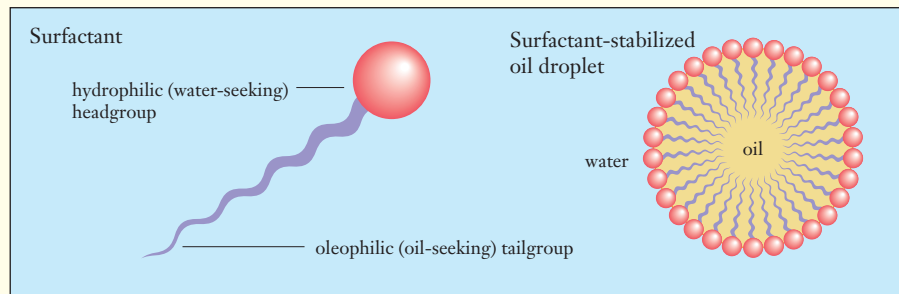 Surfactant
hydrophilic (water-seeking)
headgroup
oleophilic (oil-seeking) tailgroup
Surfactant-stabilized
oil droplet
water
oil